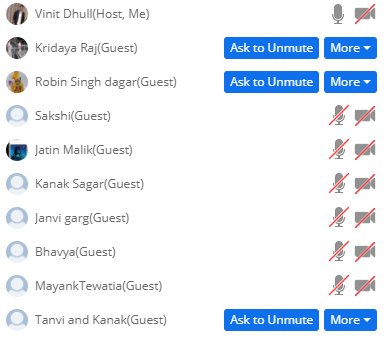 Vinit Dhull(Host, Me)
Kridaya Raj(Guest) Ask to Unmute More
Robin Singh dagar(Guest) Ask to Unmute More
Sakshi(Guest)
Jatin Malik(Guest)
Kanak Sagar(Guest)
Janvi garg(Guest)
Bhavya(Guest)
MayankTewatia(Guest)
Tanvi and Kanak(Guest) Ask to Unmute More